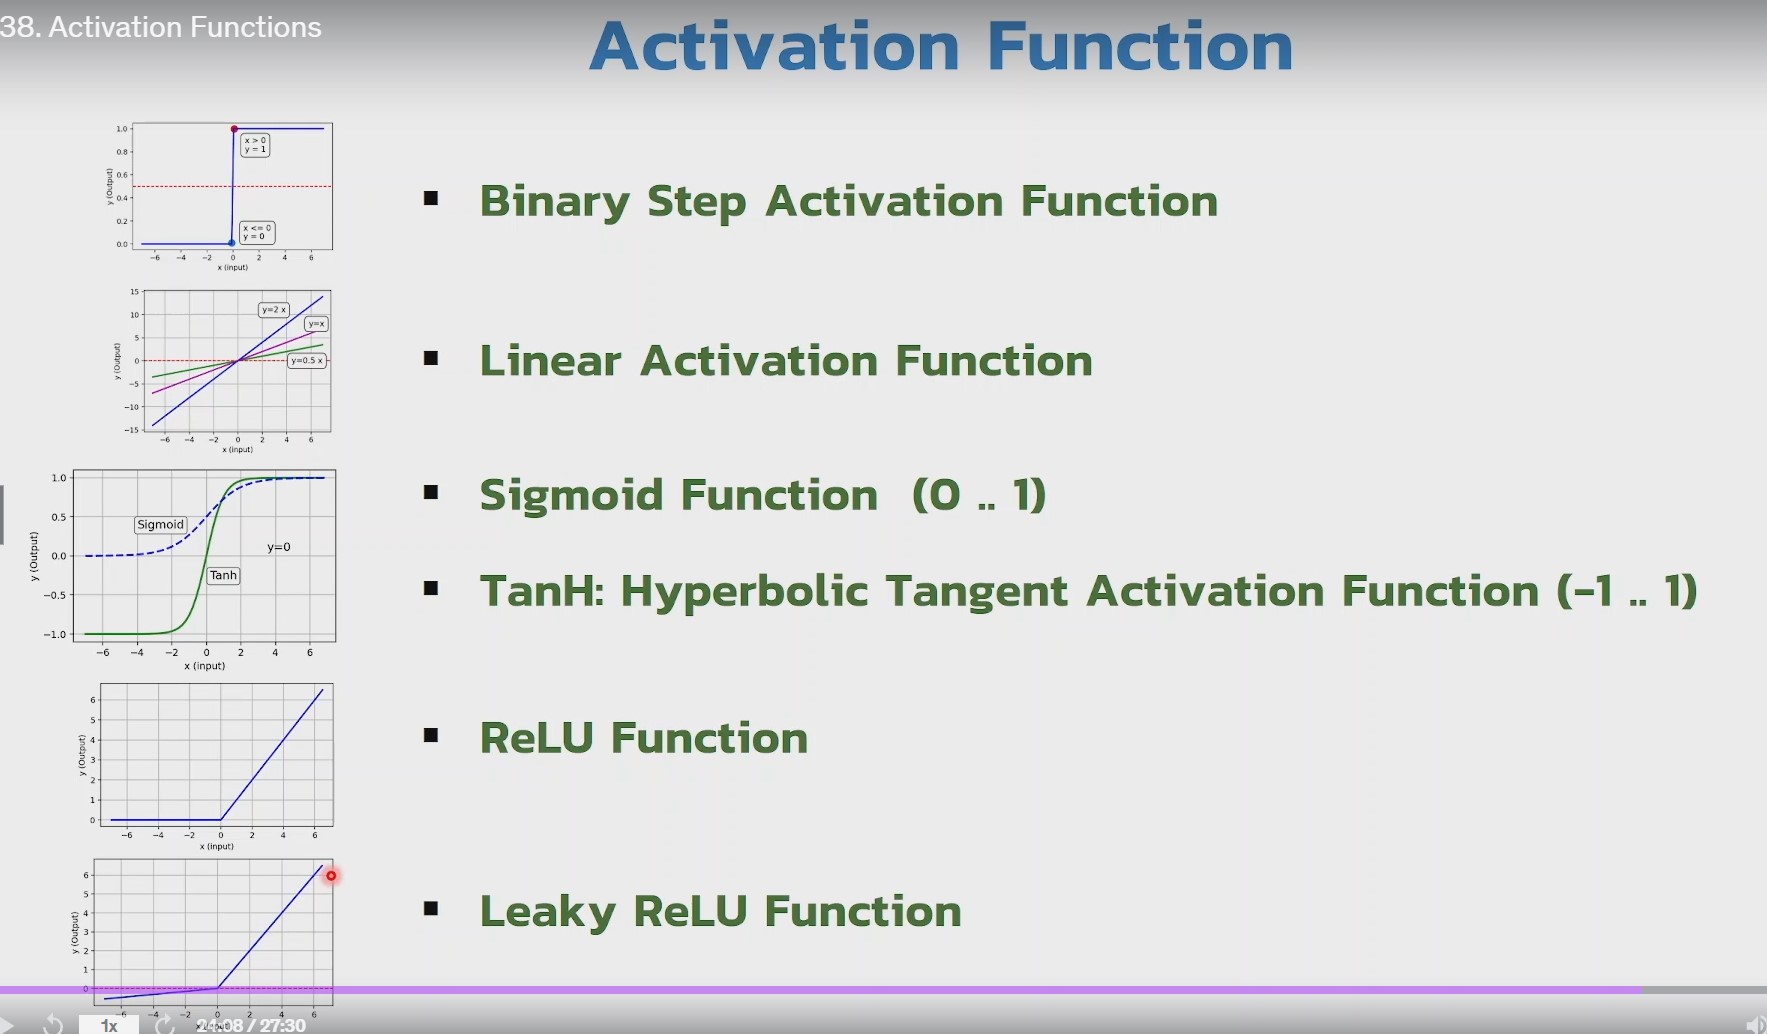 38. Activation Functions
Activation Function
1.0
0.8
0.6
0.4
0.2
0.0
y (Output)
x > 0
y = 1
x <= 0
y = 0
−6 −4 −2 0 2 4 6
x (input)
■ Binary Step Activation Function
15
10
5
0
−5
−10
−15
y (Output)
y=2 x
y=x
y=0.5 x
−6 −4 −2 0 2 4 6
x (input)
■ Linear Activation Function
1.0
0.5
0.0
−0.5
−1.0
y (Output)
Sigmoid
y=0
Tanh
−6 −4 −2 0 2 4 6
x (input)
■ Sigmoid Function (0 .. 1)
■ TanH: Hyperbolic Tangent Activation Function (-1 .. 1)
6
5
4
3
2
1
0
y (Output)
−6 −4 −2 0 2 4 6
x (input)
■ ReLU Function
6
5
4
3
2
1
0
y (Output)
−6 −4 −2 0 2 4 6
■ Leaky ReLU Function
1x
24:08 / 27:30